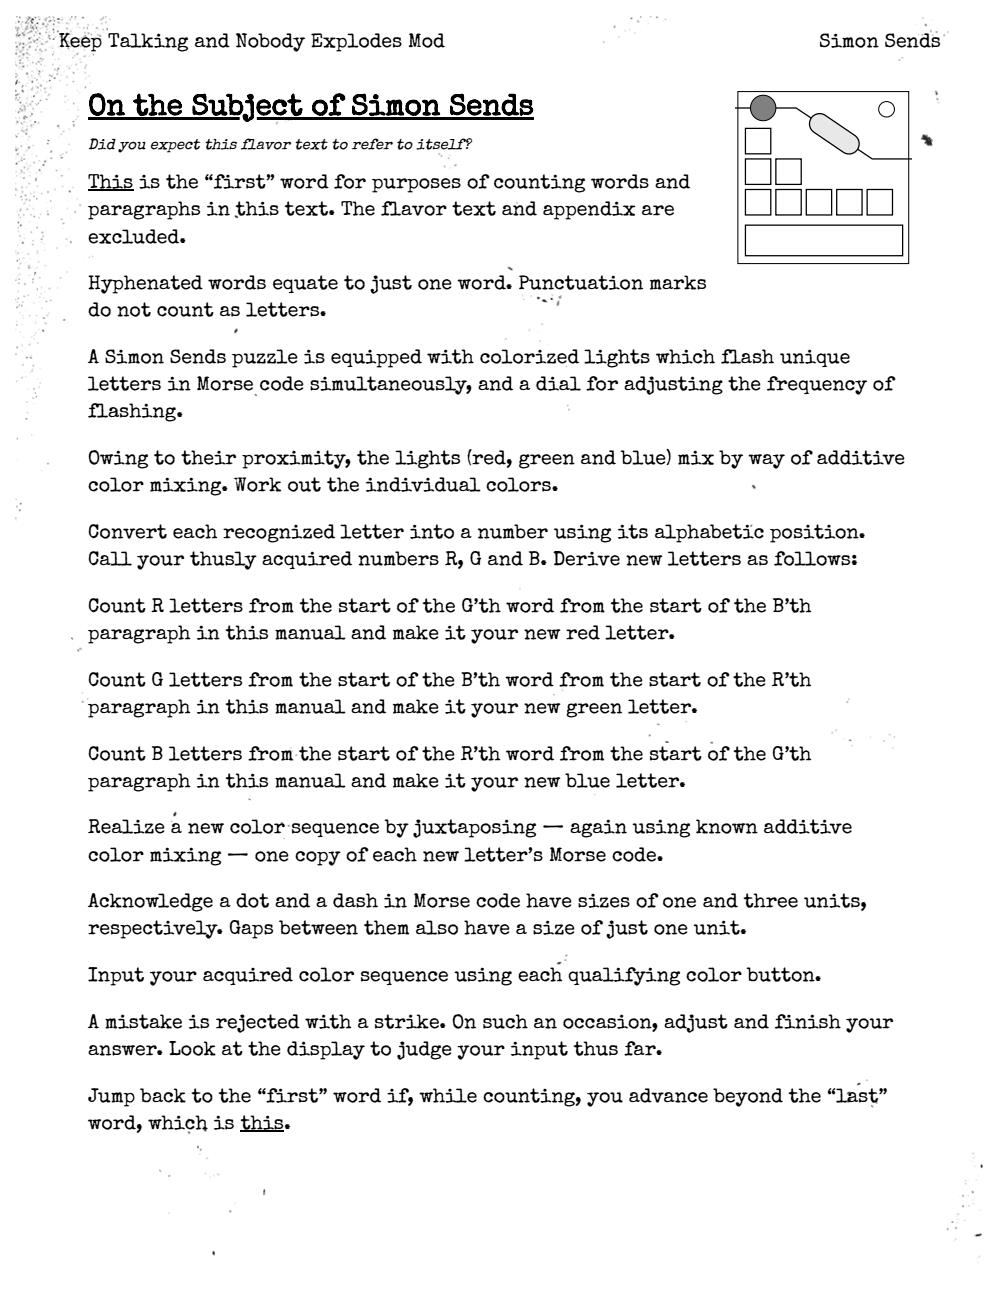 Keep Talking and Nobody Explodes Mod
Simon Sends
On the Subject of Simon Sends
Did you expect this flavor text to refer to itself?
This is the “first” word for purposes of counting words and
paragraphs in this text. The flavor text and appendix are
excluded.
Hyphenated words equate to just one word. Punctuation marks
do not count as letters.
A Simon Sends puzzle is equipped with colorized lights which flash unique
letters in Morse code simultaneously, and a dial for adjusting the frequency of
flashing.
Owing to their proximity, the lights (red, green and blue) mix by way of additive
color mixing. Work out the individual colors.
Convert each recognized letter into a number using its alphabetic position.
Call your thusly acquired numbers R, G and B. Derive new letters as follows:
Count R letters from the start of the G’th word from the start of the B’th
paragraph in this manual and make it your new red letter.
Count G letters from the start of the B’th word from the start of the R’th
paragraph in this manual and make it your new green letter.
Count B letters from the start of the R’th word from the start of the G’th
paragraph in this manual and make it your new blue letter.
Realize a new color sequence by juxtaposing — again using known additive
color mixing — one copy of each new letter’s Morse code.
Acknowledge a dot and a dash in Morse code have sizes of one and three units,
respectively. Gaps between them also have a size of just one unit.
Input your acquired color sequence using each qualifying color button.
A mistake is rejected with a strike. On such an occasion, adjust and finish your
answer. Look at the display to judge your input thus far.
Jump back to the “first” word if, while counting, you advance beyond the “last”
word, which is this.